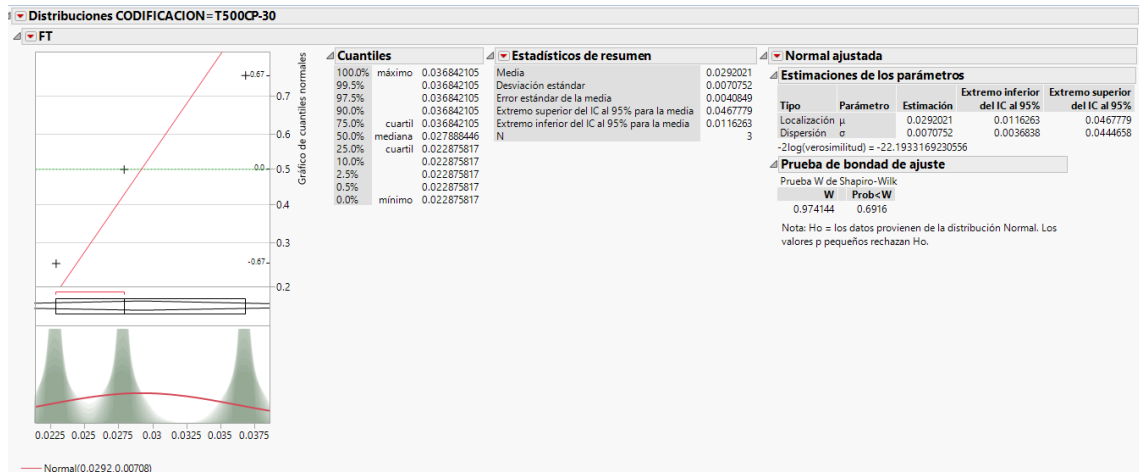 Distribuciones CODIFICACION=T500CP-30
FT
0.67
0.7
0.6
0.0
0.5
0.4
0.3
-0.67
0.2
Gráfico de cuantiles normales
0.0225 0.025 0.0275 0.03 0.0325 0.035 0.0375
Normal(0.0292,0.00708)
Cuantiles
100.0% máximo 0.036842105
99.5% 0.036842105
97.5% 0.036842105
90.0% 0.036842105
75.0% cuartil 0.036842105
50.0% mediana 0.027888446
25.0% cuartil 0.022875817
10.0% 0.022875817
2.5% 0.022875817
0.5% 0.022875817
0.0% mínimo 0.022875817
Estadísticos de resumen
Media 0.0292021
Desviación estándar 0.0070752
Error estándar de la media 0.0040849
Extremo superior del IC al 95% para la media 0.0467779
Extremo inferior del IC al 95% para la media 0.0116263
N 3
Normal ajustada
Estimaciones de los parámetros
Extremo inferior Extremo superior
Tipo Parámetro Estimación del IC al 95% del IC al 95%
Localización μ 0.0292021 0.0116263 0.0467779
Dispersión σ 0.0070752 0.0036838 0.0444658
-2log(verosimilitud) = -22.1933169230556
Prueba de bondad de ajuste
Prueba W de Shapiro-Wilk
W Prob<W
0.974144 0.6916
Nota: Ho = los datos provienen de la distribución Normal. Los
valores p pequeños rechazan Ho.